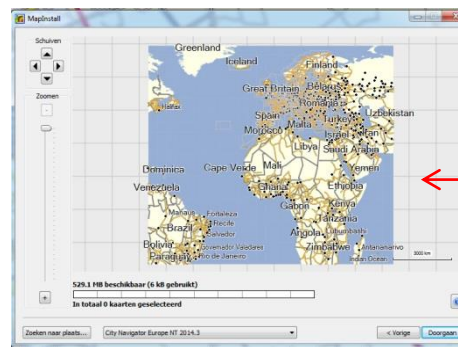 MapInstall
Schuiven
Zoomen
Greenland
Iceland
Finland
Great Britain
Belarus
Halifax
Romania
Spain
Turkey
Uzbekistan
Malta
Morocco
Israel
Libya
Saudi Arabia
Dominica
Cape Verde
Mali
Yemen
Venezuela
Ghana
Ethiopia
Gabon
Kenya
Manaus
Fortaleza
Tanzania
Brazil
Recife
Salvador
Angola
Lubumbashi
Bolivia
Governador Valadares
Zimbabwe
Antananarivo
Paraguay
Rio de Janeiro
Indian Ocean
529.1 MB beschikbaar (6 kB gebruikt)
In totaal 0 kaarten geselecteerd
Zoeken naar plaats...
City Navigator Europe NT 2014.3
< Vorige
Doorgaan